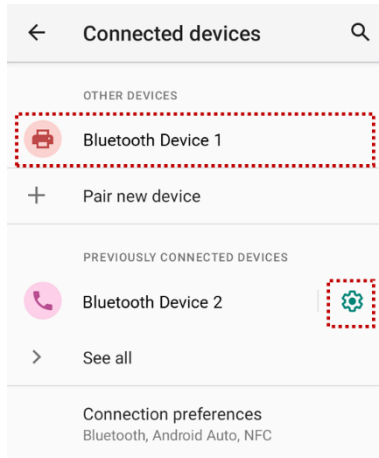 Connected devices
OTHER DEVICES
Bluetooth Device 1
Pair new device
PREVIOUSLY CONNECTED DEVICES
Bluetooth Device 2
See all
Connection preferences
Bluetooth, Android Auto, NFC